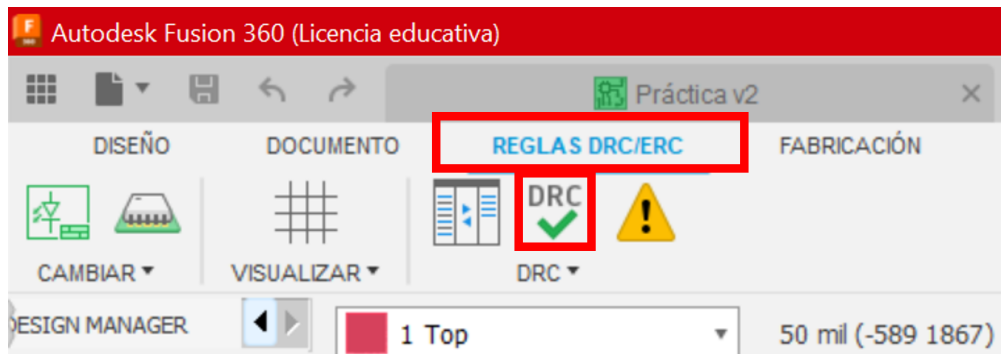 Autodesk Fusion 360 (Licencia educativa)
Práctica v2
DISEÑO DOCUMENTO REGLAS DRC/ERC FABRICACIÓN
DRC
CAMBIAR VISUALIZAR DRC
DESIGN MANAGER
1 Top 50 mil (-589 1867)